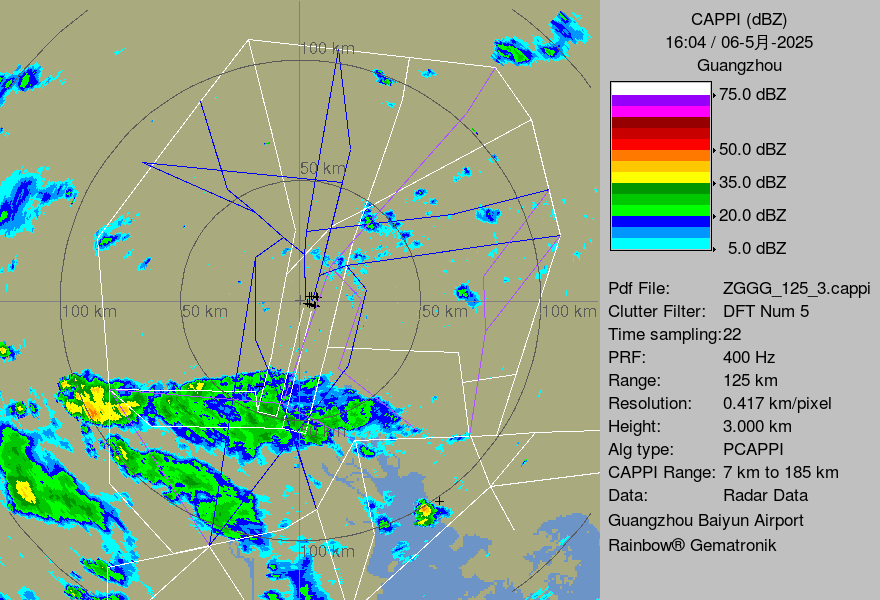 CAPPI (dBZ)
16:04 / 06-5月-2025
Guangzhou
75.0 dBZ
50.0 dBZ
35.0 dBZ
20.0 dBZ
5.0 dBZ
Pdf File: ZGGG_125_3.cappi
Clutter Filter: DFT Num 5
Time sampling:22
PRF: 400 Hz
Range: 125 km
Resolution: 0.417 km/pixel
Height: 3.000 km
Alg type: PCAPPI
CAPPI Range: 7 km to 185 km
Data: Radar Data
Guangzhou Baiyun Airport
Rainbow® Gematronik
100 km
50 km
100 km
50 km
50 km
100 km
km
100 km